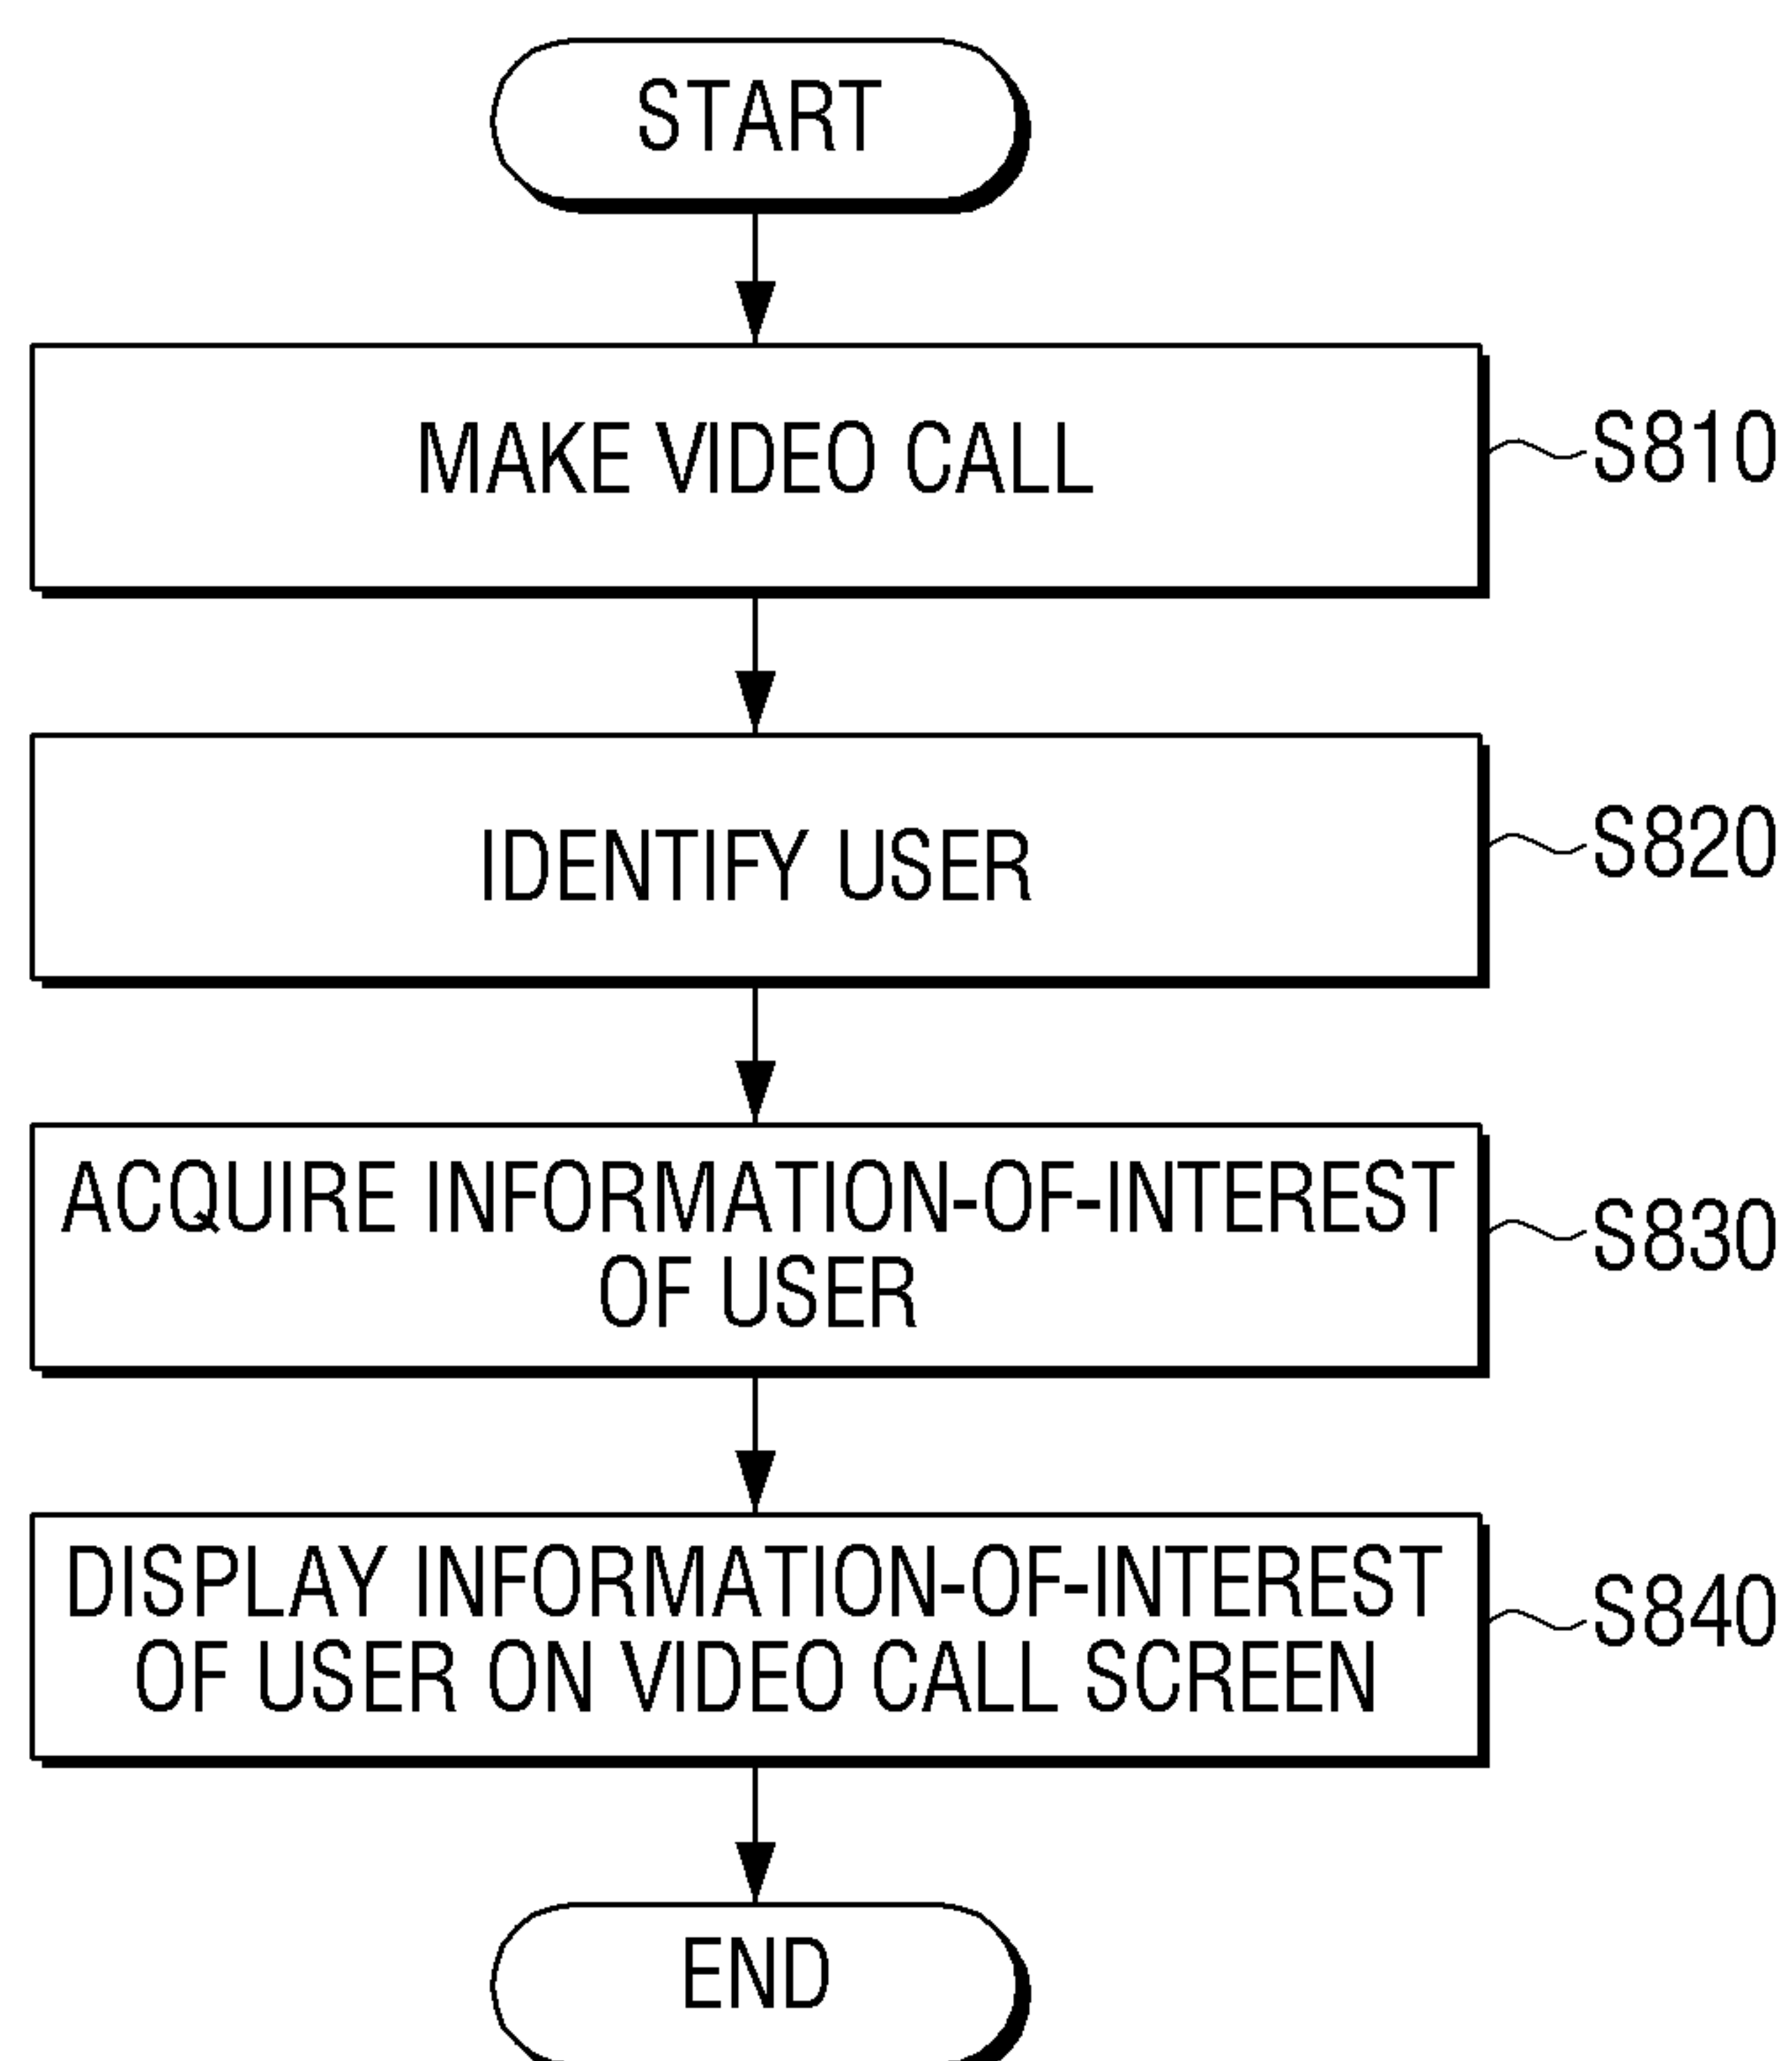 START
MAKE VIDEO CALL
S810
IDENTIFY USER
S820
ACQUIRE INFORMATION-OF-INTEREST
OF USER
S830
DISPLAY INFORMATION-OF-INTEREST
OF USER ON VIDEO CALL SCREEN
S840
END